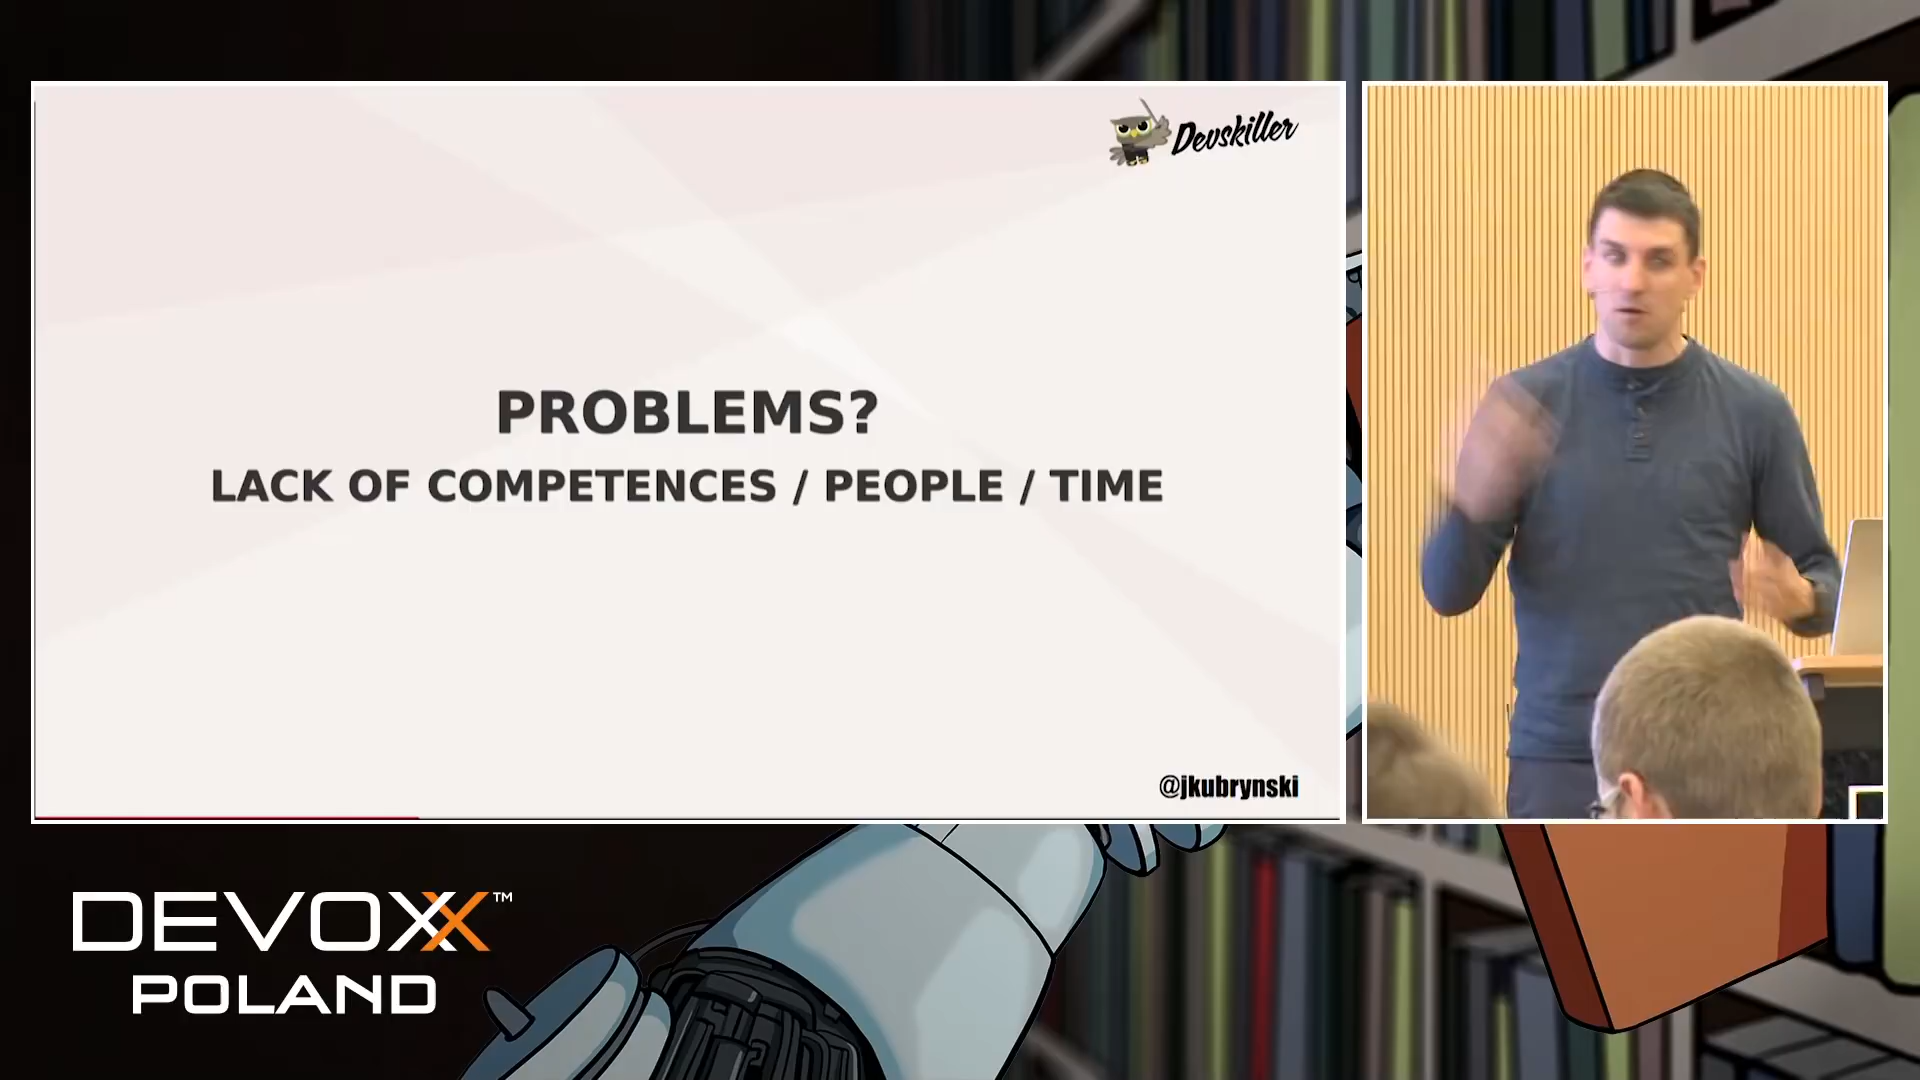 Devskiller
PROBLEMS?
LACK OF COMPETENCES / PEOPLE / TIME
@jkubrynski
DEVOXX™
POLAND